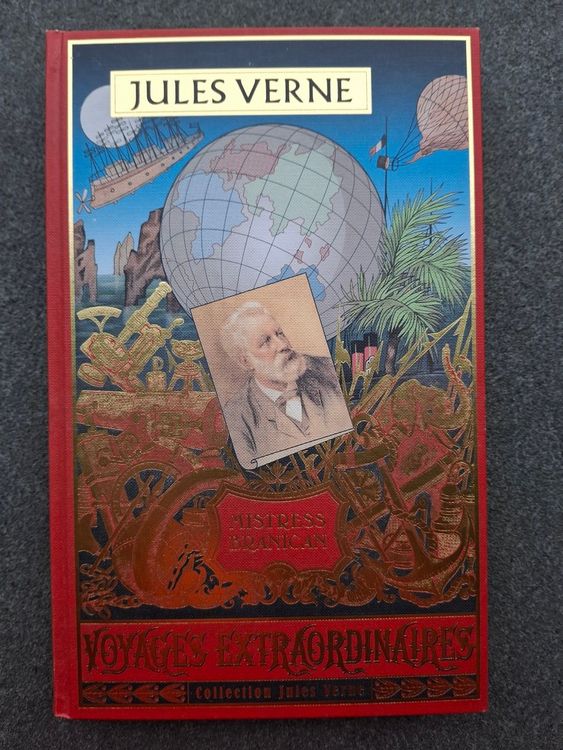 JULES VERNE
MISTRESS
BRANICAN
VOYAGES EXTRAORDINAIRES
Collection Jules Verne